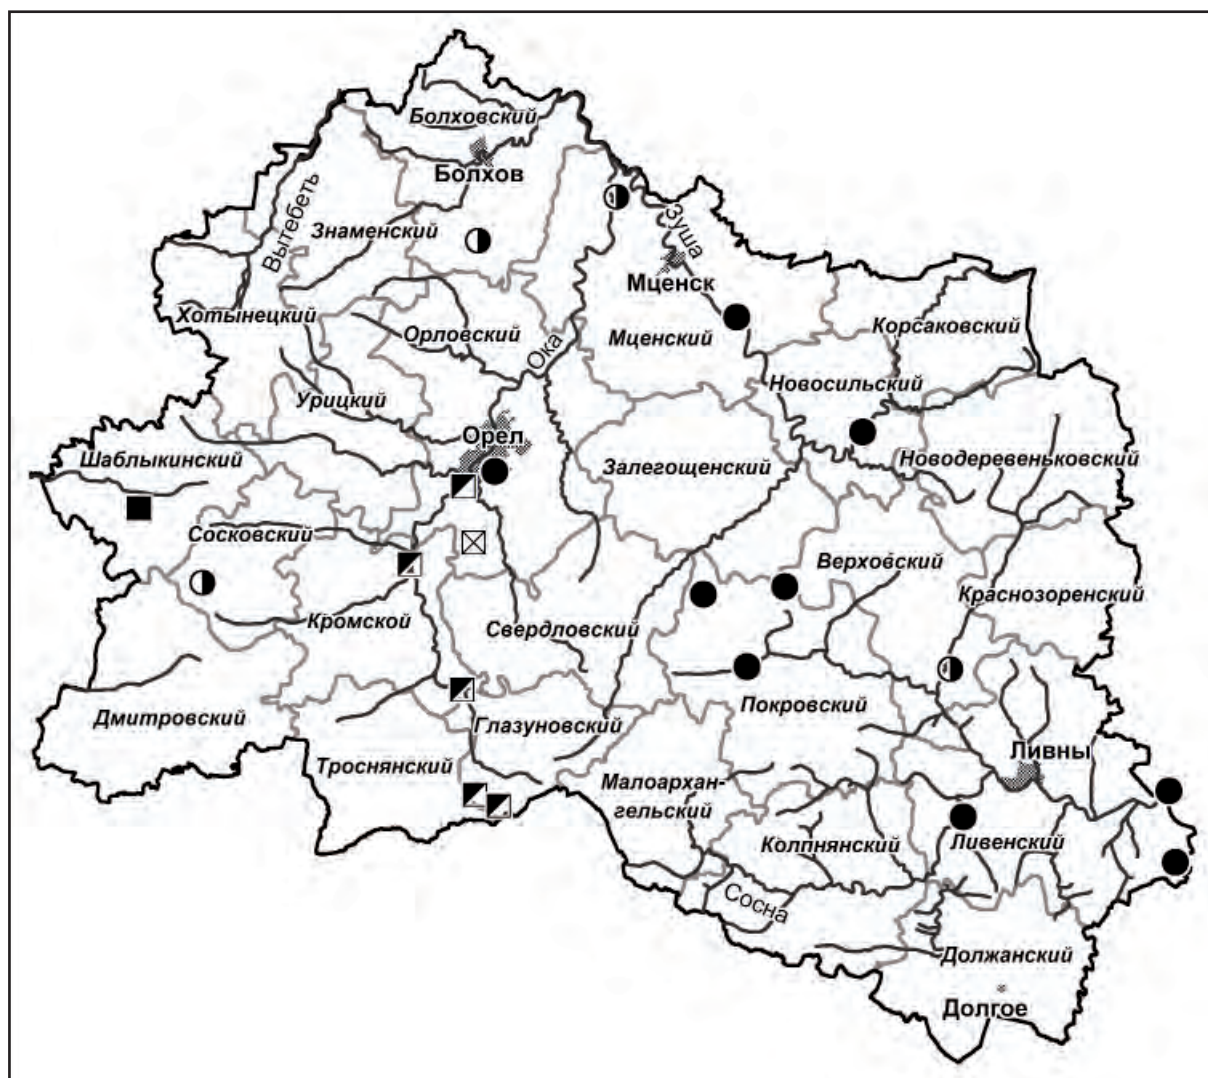 Болховский
Болхов
Вытебеть
Знаменский
Зуша
Мценск
Хотынецкий
Орловский
Ока
Мценский
Корсаковский
Новосильский
Урицкий
Орел
Шаблыкинский
Залегощенский
Новодеревеньковский
Сосковский
Верховский
Краснозоренский
Кромской
Свердловский
Дмитровский
Глазуновский
Покровский
Троснянский
Ливны
Малоархан-
гельский
Колпнянский
Ливенский
Сосна
Должанский
Долгое